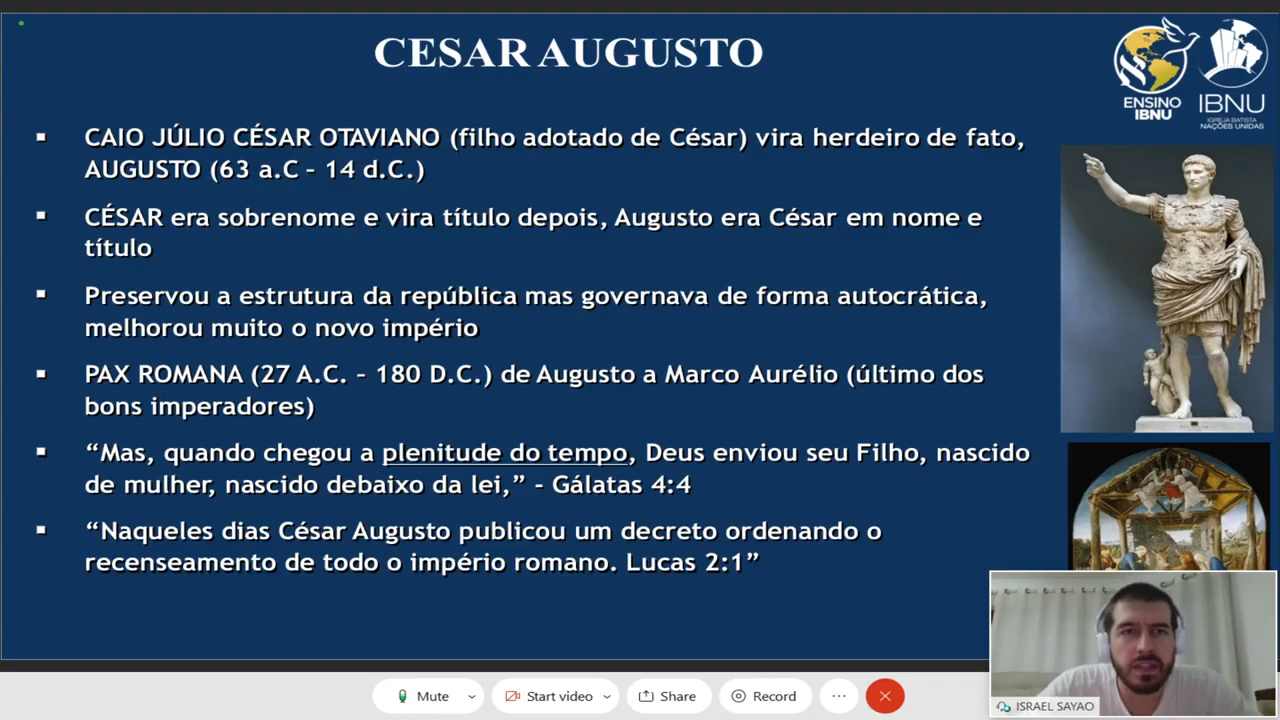 CESAR AUGUSTO
ENSINO
IBNU
IBNU
IGREJA BATISTA
NAÇÕES UNIDAS
CAIO JÚLIO CÉSAR OTAVIANO (filho adotado de César) vira herdeiro de fato,
AUGUSTO (63 a.C – 14 d.C.)
CÉSAR era sobrenome e vira título depois, Augusto era César em nome e
título
Preservou a estrutura da república mas governava de forma autocrática,
melhorou muito o novo império
PAX ROMANA (27 A.C. – 180 D.C.) de Augusto a Marco Aurélio (último dos
bons imperadores)
“Mas, quando chegou a plenitude do tempo, Deus enviou seu Filho, nascido
de mulher, nascido debaixo da lei,” – Gálatas 4:4
“Naqueles dias César Augusto publicou um decreto ordenando o
recenseamento de todo o império romano. Lucas 2:1”
Mute
Start video
Share
Record
ISRAEL SAYAO